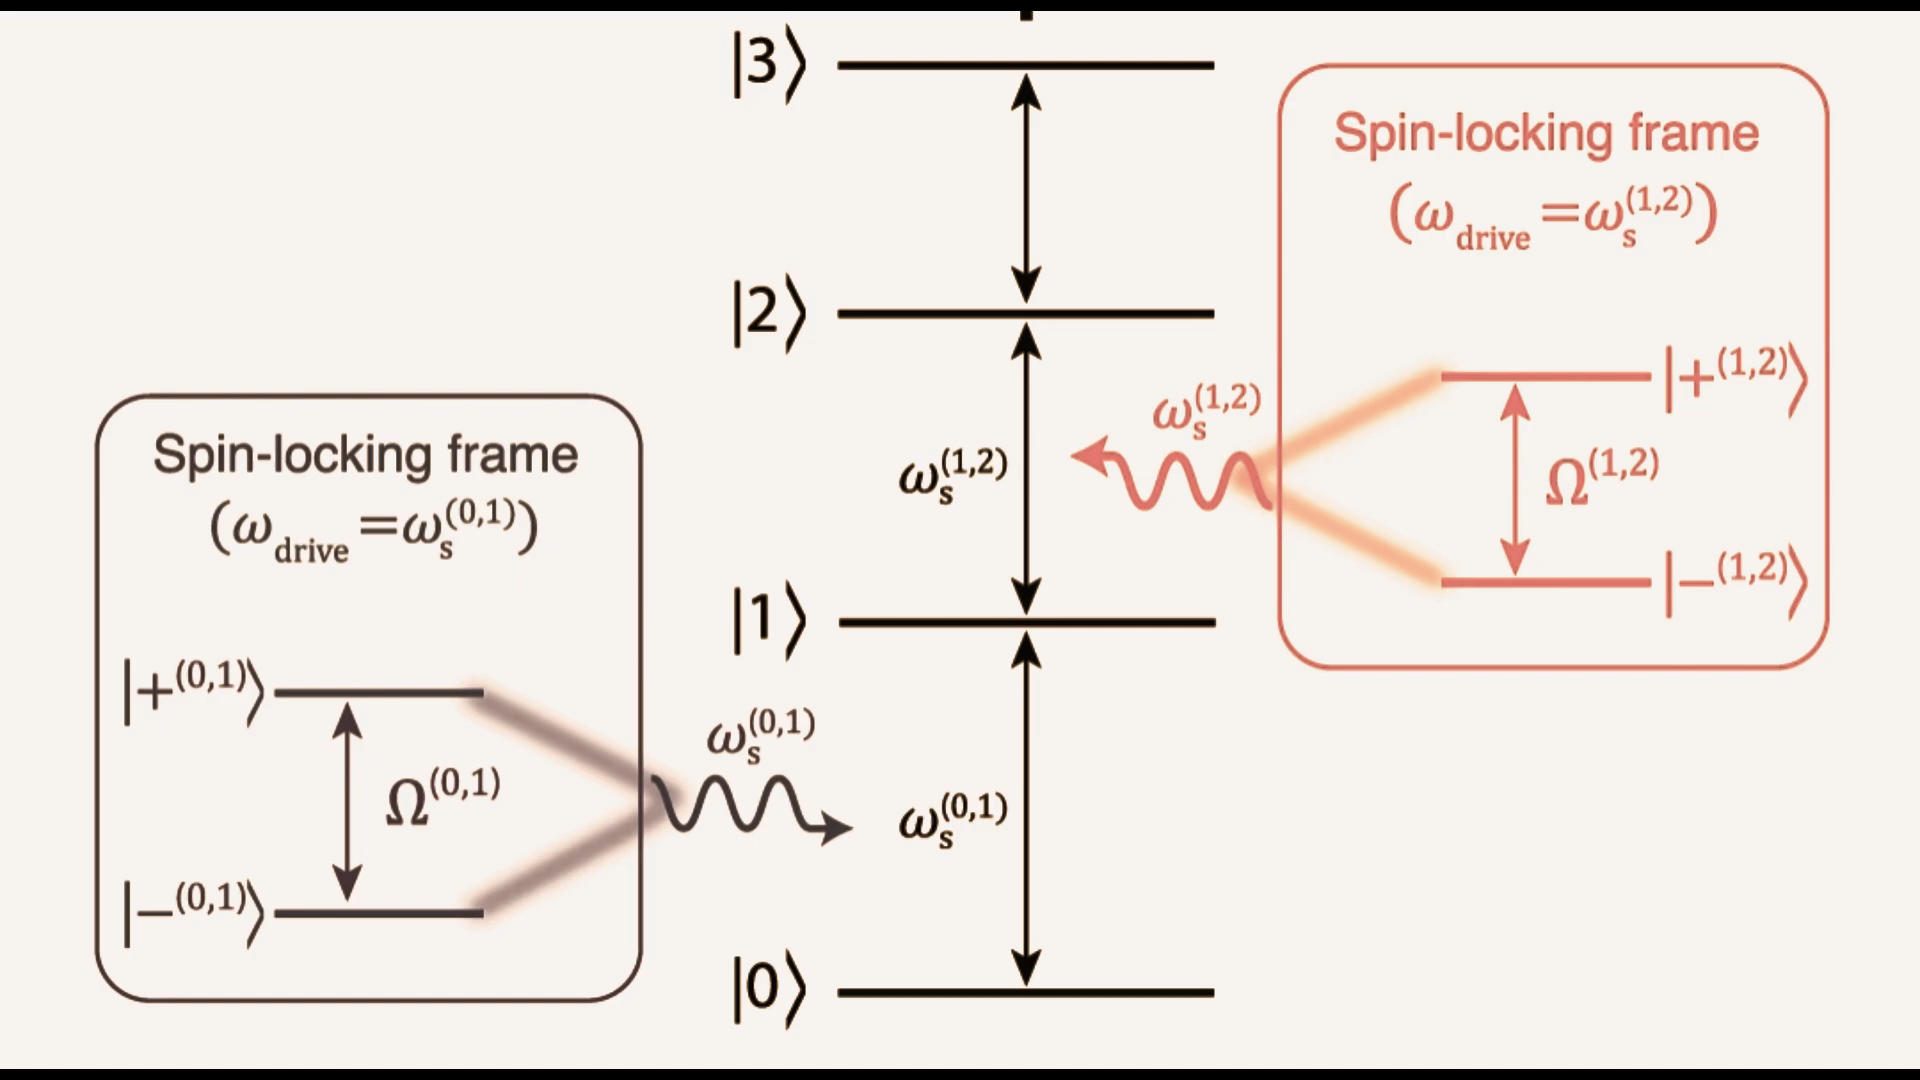 |3⟩
Spin-locking frame
(ω_drive = ω_s^(1,2))
|2⟩
|+^(1,2)⟩
ω_s^(1,2)
Spin-locking frame
ω_s^(1,2)
Ω^(1,2)
(ω_drive = ω_s^(0,1))
|−^(1,2)⟩
|1⟩
|+^(0,1)⟩
ω_s^(0,1)
Ω^(0,1)
ω_s^(0,1)
|−^(0,1)⟩
|0⟩